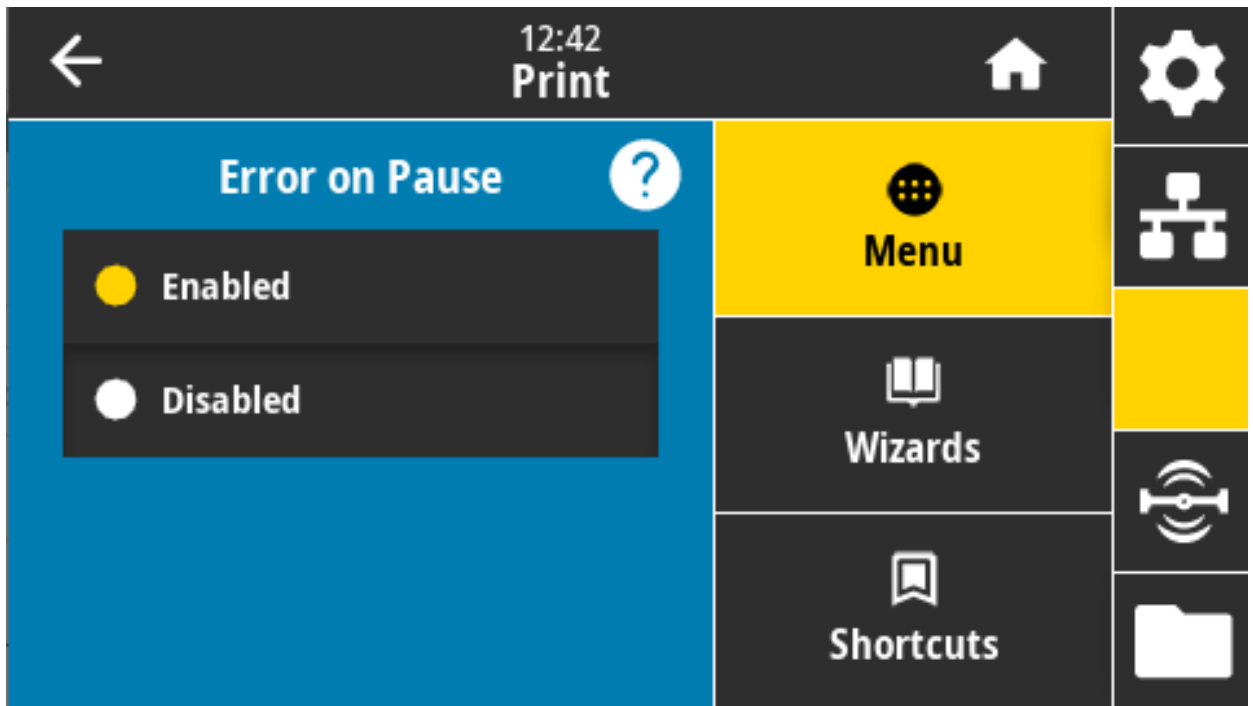 12:42
Print
Error on Pause
?
Enabled
Disabled
Menu
Wizards
Shortcuts